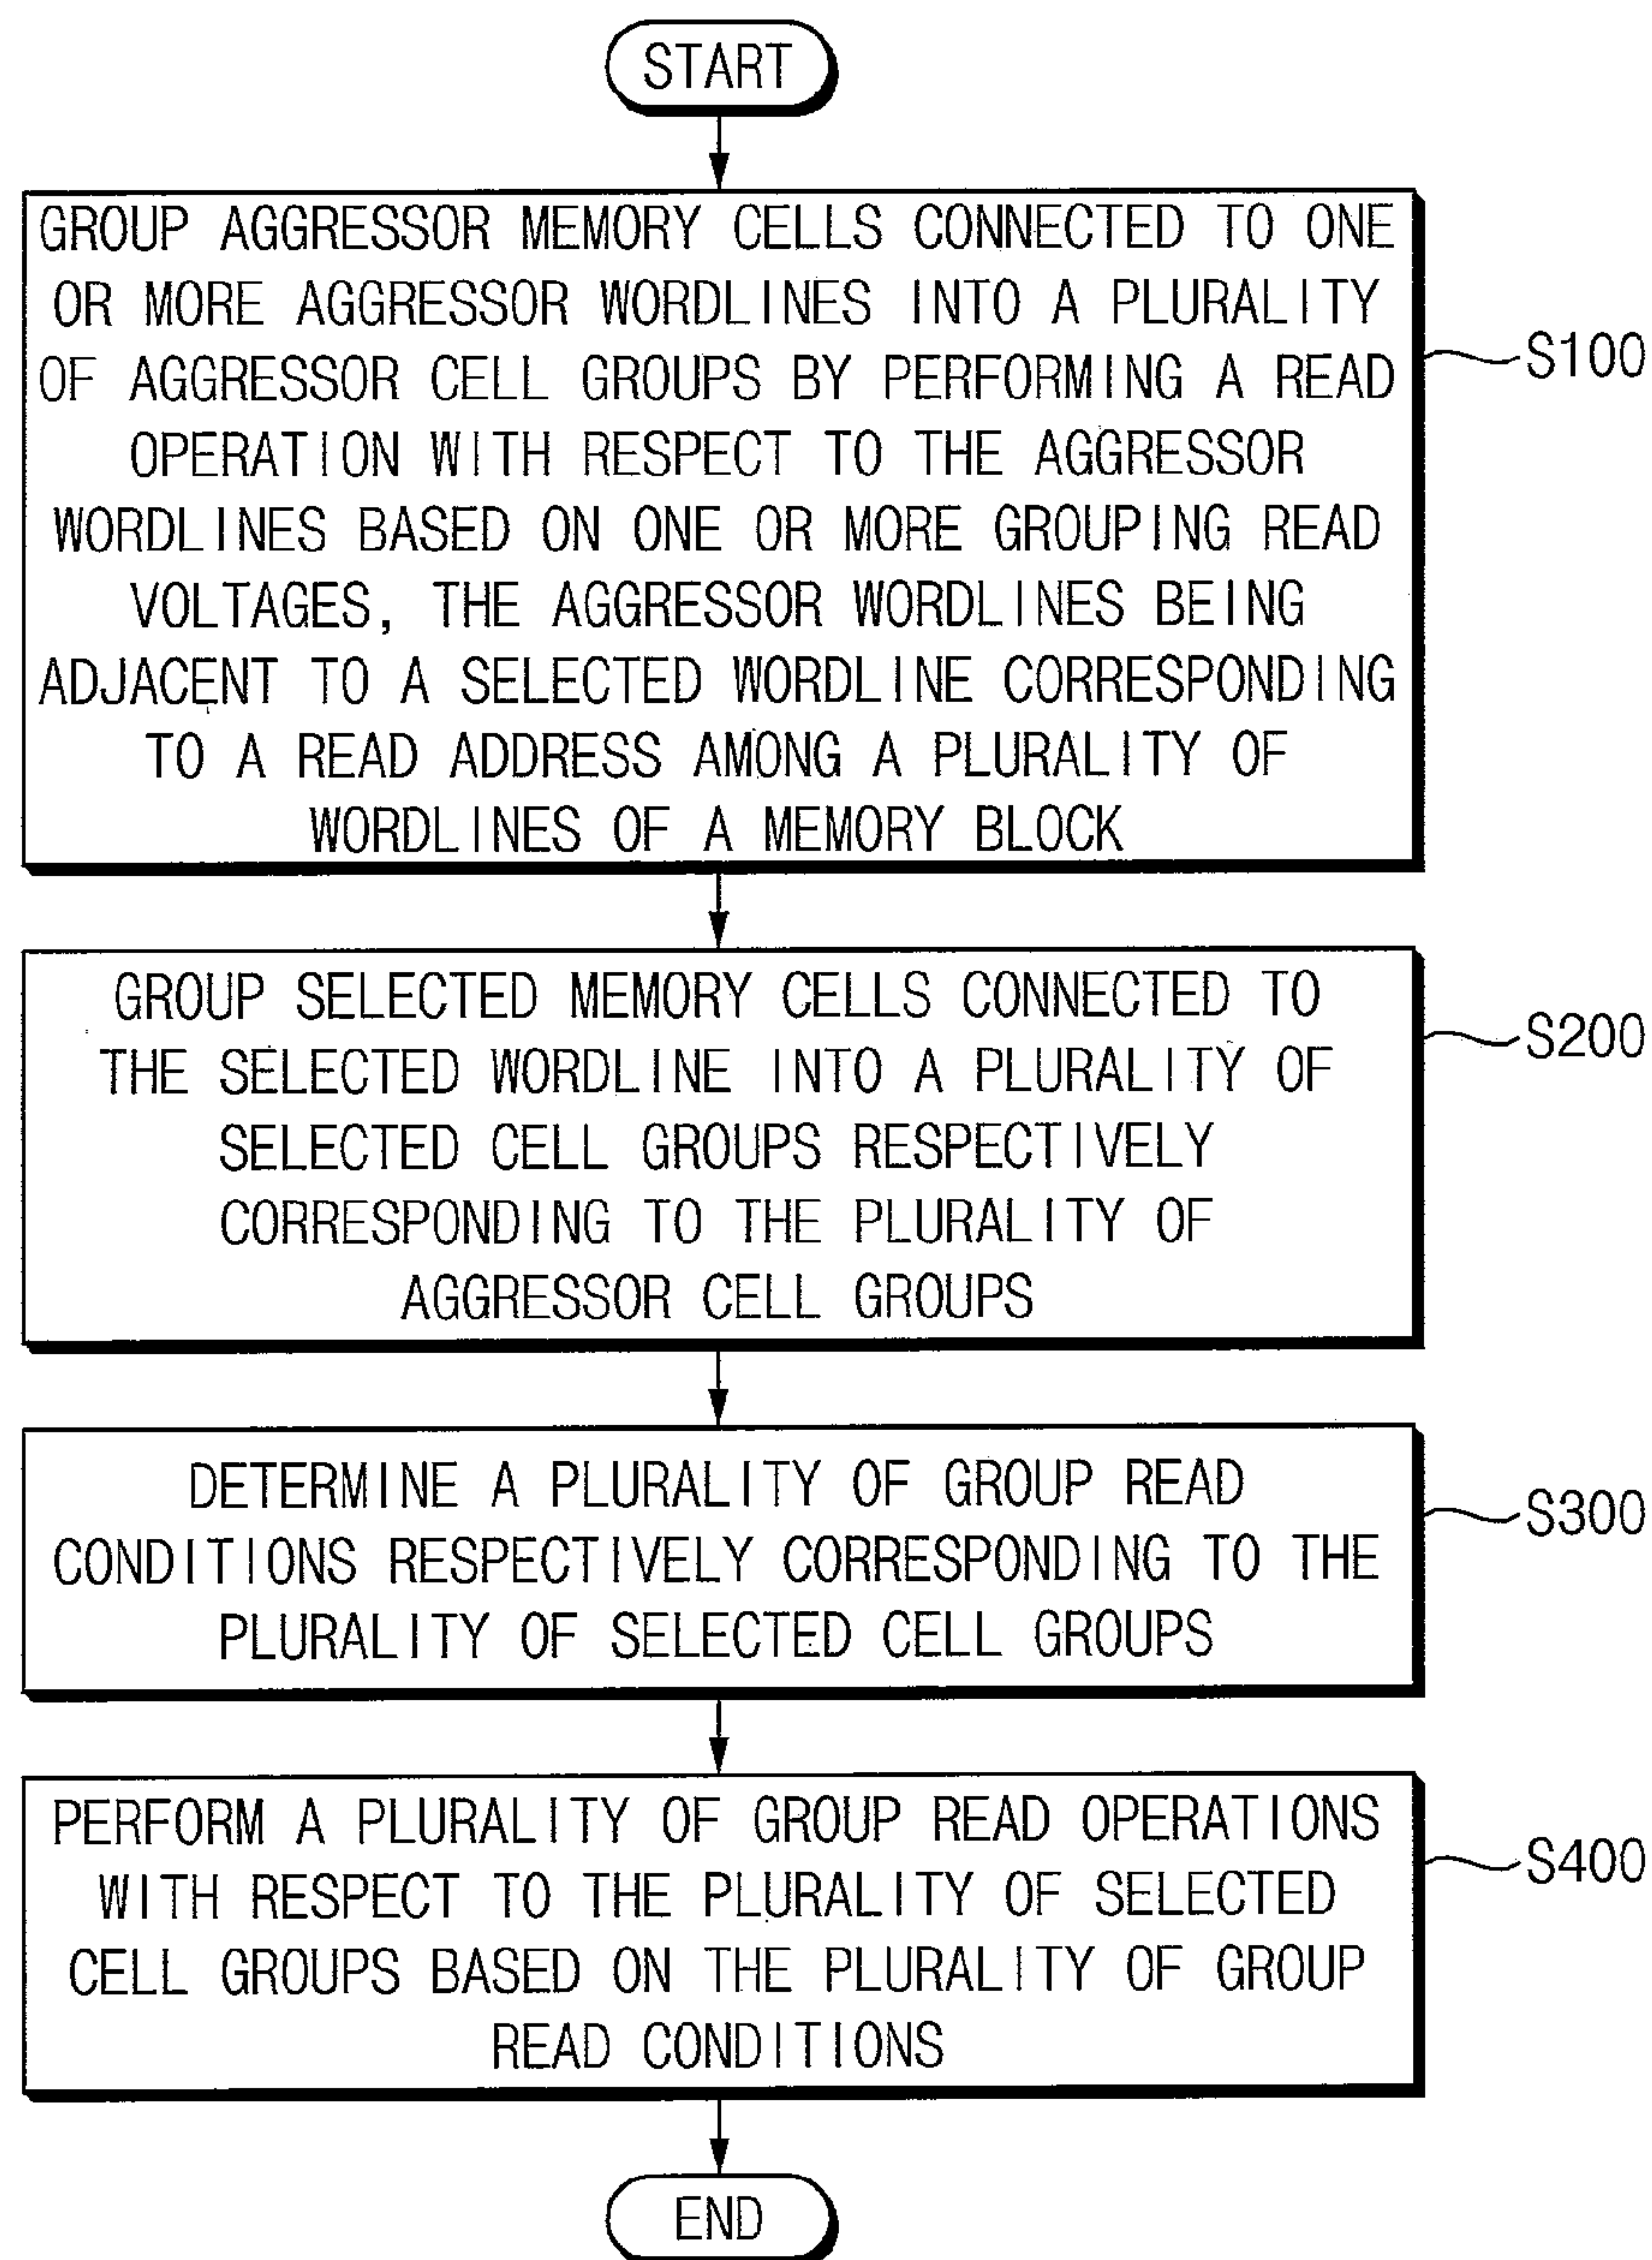 START
GROUP AGGRESSOR MEMORY CELLS CONNECTED TO ONE
OR MORE AGGRESSOR WORDLINES INTO A PLURALITY
OF AGGRESSOR CELL GROUPS BY PERFORMING A READ
OPERATION WITH RESPECT TO THE AGGRESSOR
WORDLINES BASED ON ONE OR MORE GROUPING READ
VOLTAGES, THE AGGRESSOR WORDLINES BEING
ADJACENT TO A SELECTED WORDLINE CORRESPONDING
TO A READ ADDRESS AMONG A PLURALITY OF
WORDLINES OF A MEMORY BLOCK
S100
GROUP SELECTED MEMORY CELLS CONNECTED TO
THE SELECTED WORDLINE INTO A PLURALITY OF
SELECTED CELL GROUPS RESPECTIVELY
CORRESPONDING TO THE PLURALITY OF
AGGRESSOR CELL GROUPS
S200
DETERMINE A PLURALITY OF GROUP READ
CONDITIONS RESPECTIVELY CORRESPONDING TO THE
PLURALITY OF SELECTED CELL GROUPS
S300
PERFORM A PLURALITY OF GROUP READ OPERATIONS
WITH RESPECT TO THE PLURALITY OF SELECTED
CELL GROUPS BASED ON THE PLURALITY OF GROUP
READ CONDITIONS
S400
END